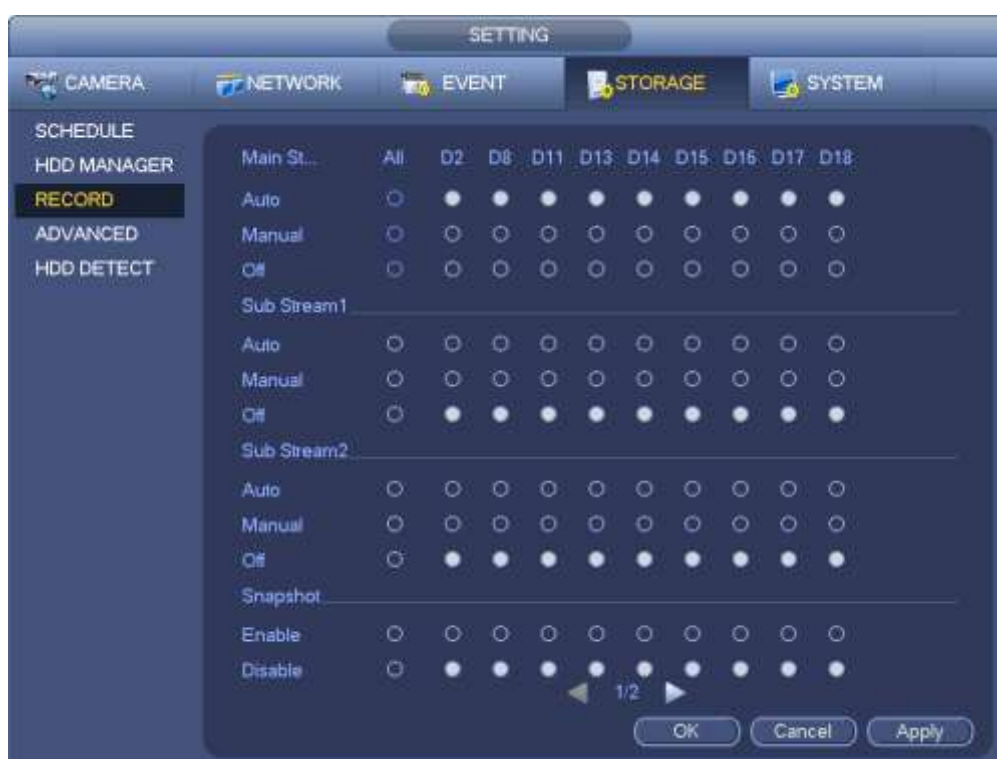 SETTING
CAMERA NETWORK EVENT STORAGE SYSTEM
SCHEDULE
HDD MANAGER
RECORD
ADVANCED
HDD DETECT
Main St... All D2 D8 D11 D13 D14 D15 D16 D17 D18
Auto
Manual
Off
Sub Stream1
Auto
Manual
Off
Sub Stream2
Auto
Manual
Off
Snapshot
Enable
Disable
1/2
OK Cancel Apply